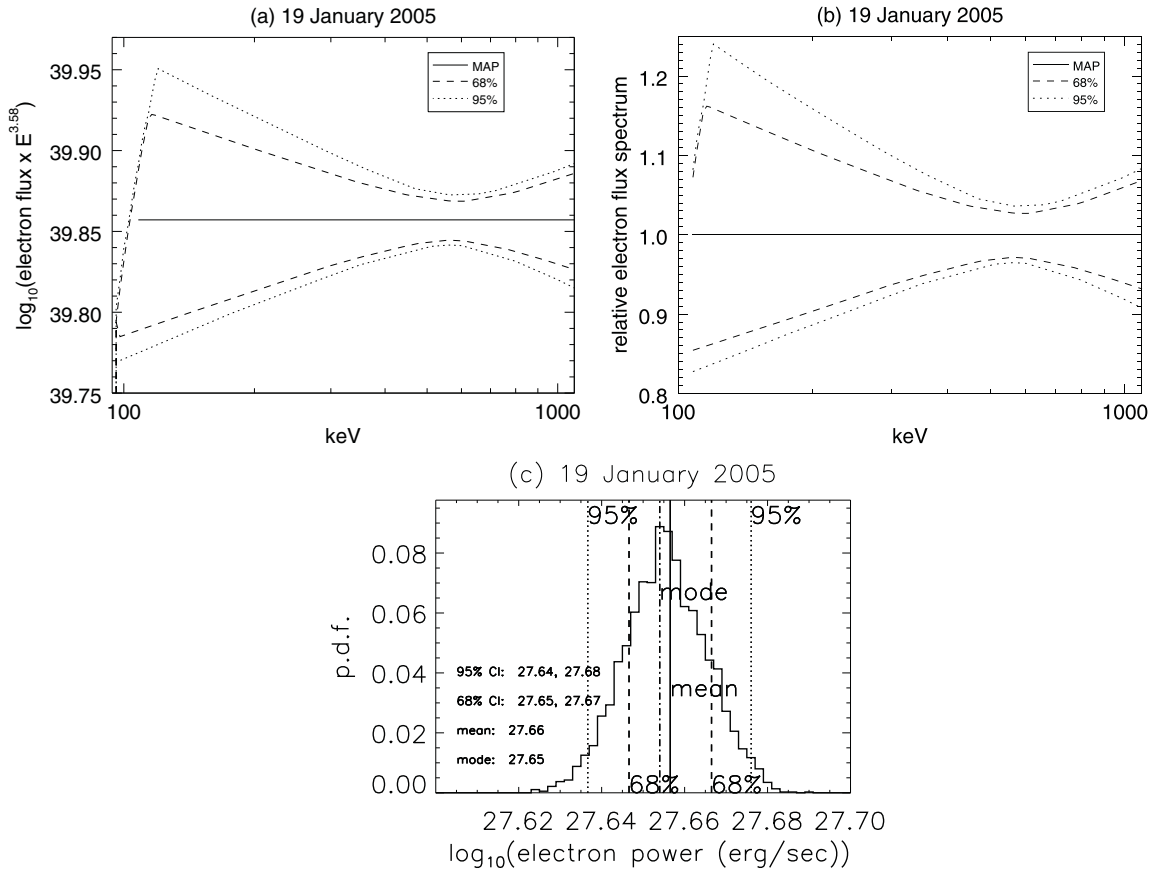 (a) 19 January 2005
log10(electron flux x E^3.58)
39.95
39.90
39.85
39.80
39.75
MAP
68%
95%
100
1000
keV
(b) 19 January 2005
relative electron flux spectrum
1.2
1.1
1.0
0.9
0.8
MAP
68%
95%
100
1000
keV
(c) 19 January 2005
p.d.f.
0.08
0.06
0.04
0.02
0.00
95%
95%
mode
mean
95% CI: 27.64, 27.68
68% CI: 27.65, 27.67
mean: 27.66
mode: 27.65
68%
68%
27.62 27.64 27.66 27.68 27.70
log10(electron power (erg/sec))